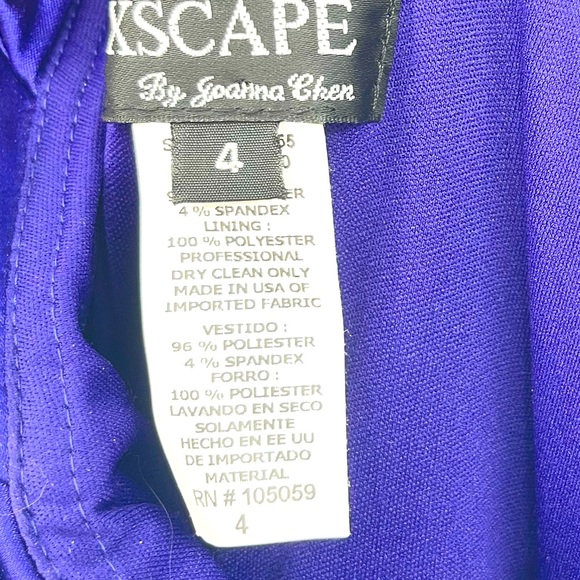 XSCAPE
By Joanna Chen
4
4 % SPANDEX
LINING :
100 % POLYESTER
PROFESSIONAL
DRY CLEAN ONLY
MADE IN USA OF
IMPORTED FABRIC
VESTIDO :
96 % POLIESTER
4 % SPANDEX
FORRO :
100 % POLIESTER
LAVANDO EN SECO
SOLAMENTE
HECHO EN EE UU
DE IMPORTADO
MATERIAL
RN # 105059
4